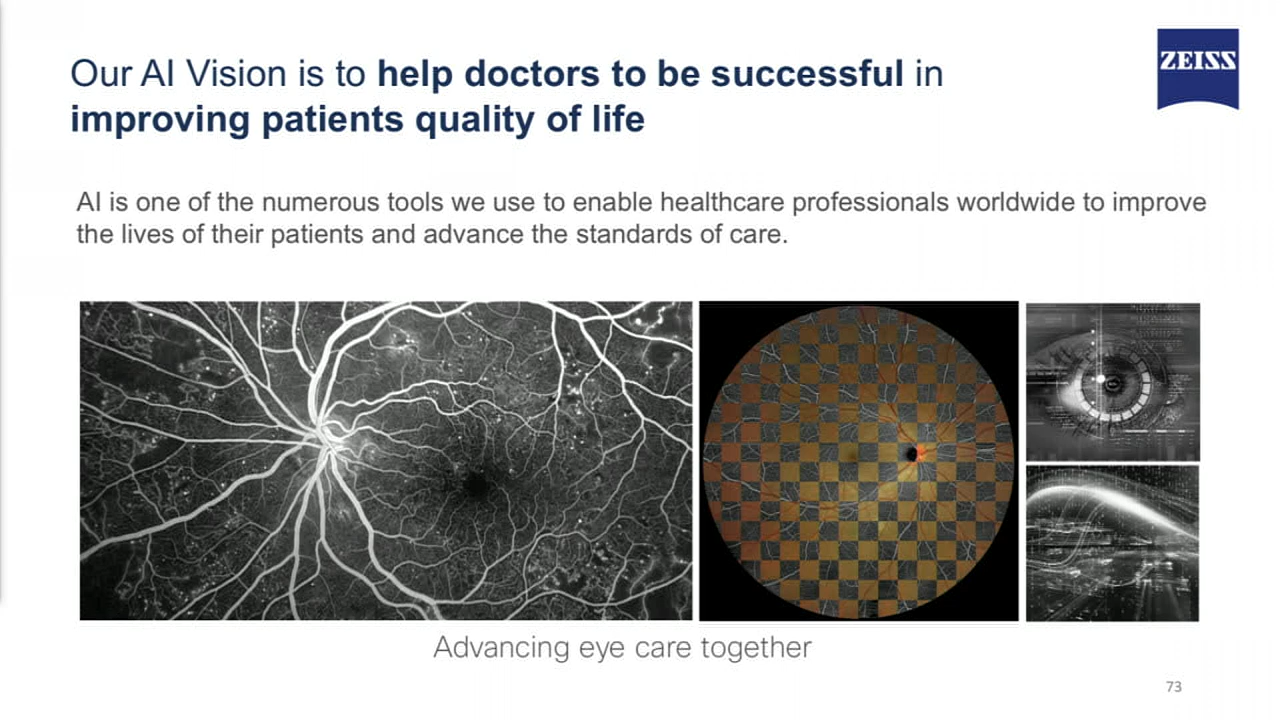 Our AI Vision is to help doctors to be successful in
improving patients quality of life
ZEISS
AI is one of the numerous tools we use to enable healthcare professionals worldwide to improve
the lives of their patients and advance the standards of care.
Advancing eye care together
73